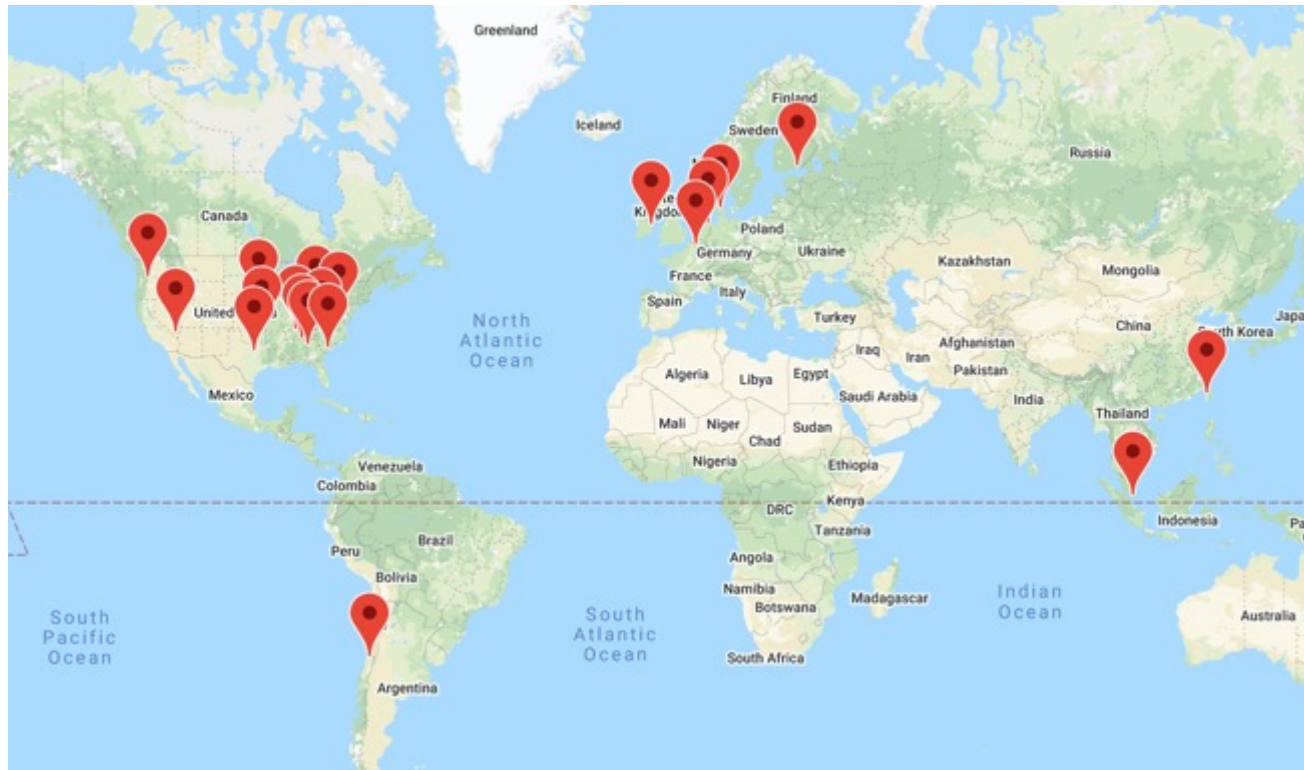 Greenland
Iceland
Finland
Sweden
Russia
Canada
Kingdom
Poland
Germany
Ukraine
Kazakhstan
Mongolia
France
Italy
Spain
Turkey
United
North
Atlantic
Ocean
China
South Korea
Afghanistan
Iraq
Iran
Pakistan
Algeria
Libya
Egypt
Saudi Arabia
India
Mexico
Thailand
Mali
Niger
Chad
Sudan
Nigeria
Ethiopia
Venezuela
Colombia
DRC
Kenya
Tanzania
Indonesia
Peru
Brazil
Bolivia
Angola
Namibia
Botswana
Madagascar
Indian
Ocean
South
Pacific
Ocean
South
Atlantic
Ocean
Australia
South Africa
Argentina